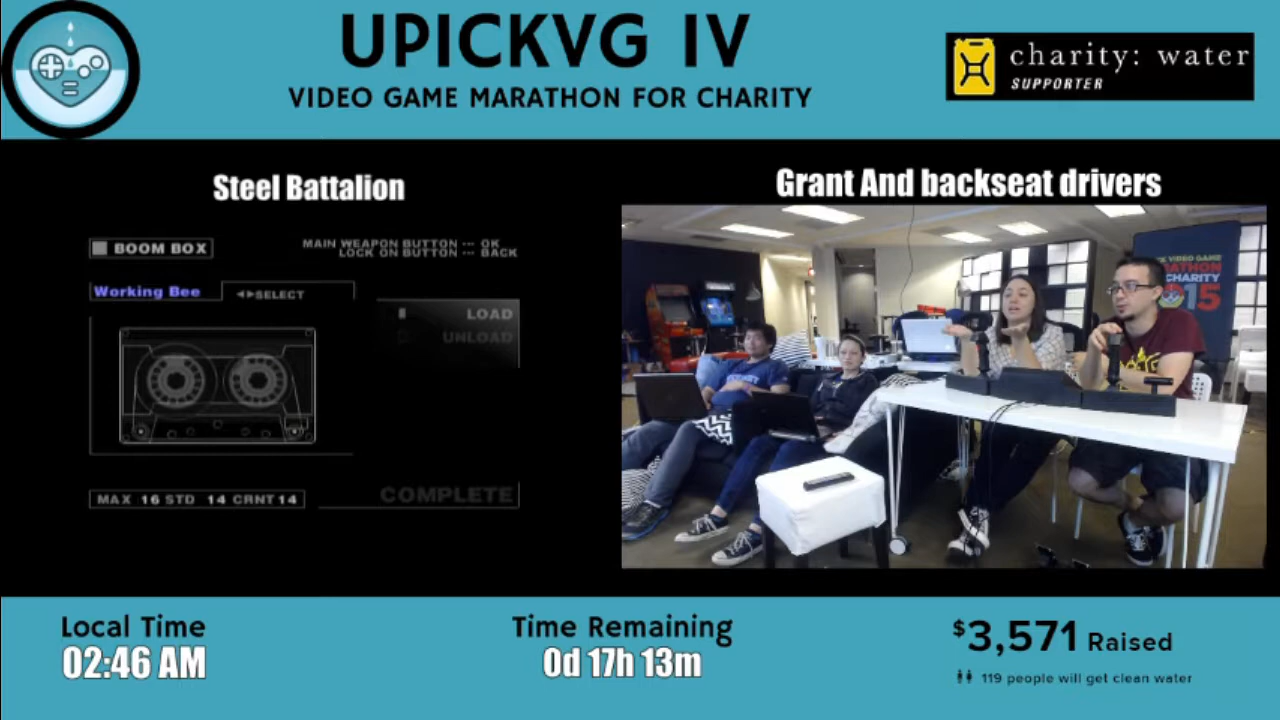 UPICKVG IV
VIDEO GAME MARATHON FOR CHARITY
charity: water
SUPPORTER
Steel Battalion
Grant And backseat drivers
BOOM BOX
MAIN WEAPON BUTTON --- OK
LOCK ON BUTTON --- BACK
Working Bee
◄►SELECT
LOAD
UNLOAD
MAX 16 STD 14 CRNT 14
COMPLETE
VIDEO GAME
CHARITY
Local Time
02:46 AM
Time Remaining
0d 17h 13m
$3,571 Raised
119 people will get clean water